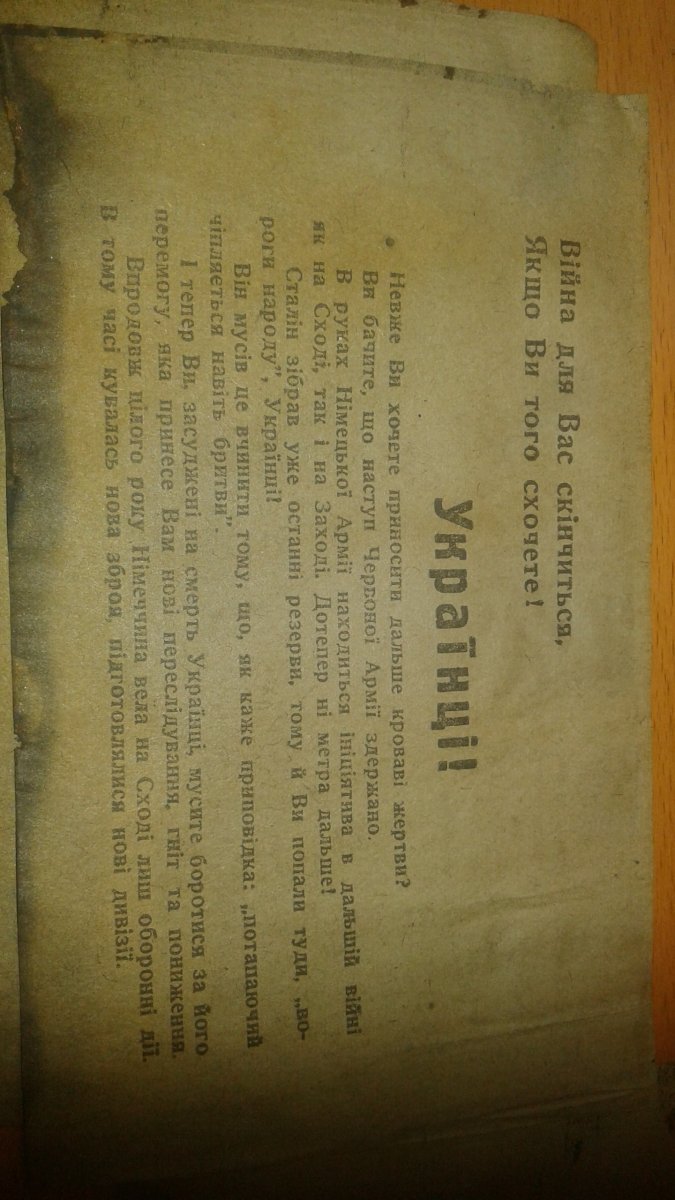 Війна для Вас скінчиться,
Якщо Ви того схочете!
Українці!
Невже Ви хочете приносити дальше кроваві жертви?
Ви бачите, що наступ Червоної Армії здержано.
В руках Німецької Армії находиться ініціятива в дальшій війні
як на Сході, так і на Заході. Дотепер ні метра дальше!
Сталін зібрав уже останні резерви, тому й Ви попали туди, „во-
роги народу”, Українці!
Він мусів це вчинити тому, що, як каже приповідка: „потапаючий
чіпляється навіть бритви”.
І тепер Ви, засуджені на смерть Українці, мусите боротися за його
перемогу, яка принесе Вам нові переслідування, гніт та пониження.
Впродовж цілого року Німеччина вела на Сході лиш оборонні дії.
В тому часі кувалась нова зброя, підготовлялися нові дивізії.